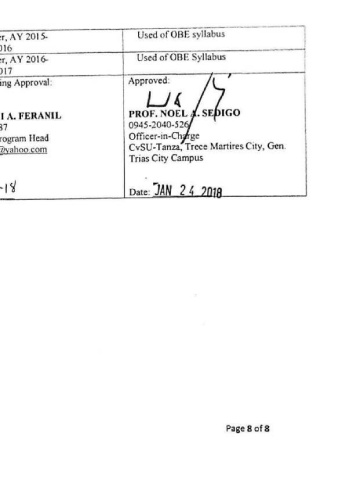 er, AY 2015-
016
Used of OBE syllabus
er, AY 2016-
017
Used of OBE Syllabus
ing Approval:
I A. FERANIL
37
rogram Head
@yahoo.com
-18
Approved:
PROF. NOEL A. SEDIGO
0945-2040-526
Officer-in-Charge
CvSU-Tanza, Trece Martires City, Gen.
Trias City Campus
Date: JAN 24 2018
Page 8 of 8